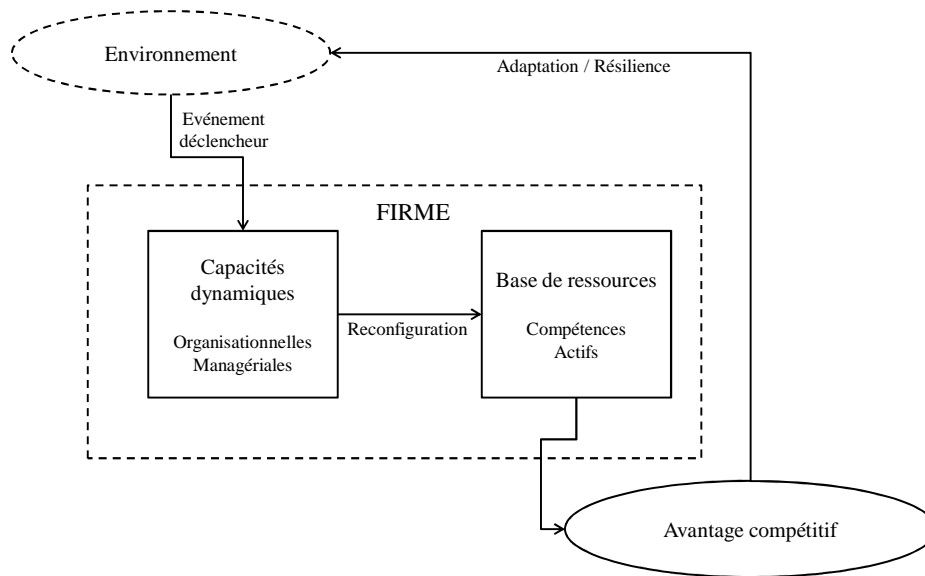 Environnement
Adaptation / Résilience
Evénement
déclencheur
FIRME
Capacités
dynamiques
Organisationnelles
Managériales
Reconfiguration
Base de ressources
Compétences
Actifs
Avantage compétitif